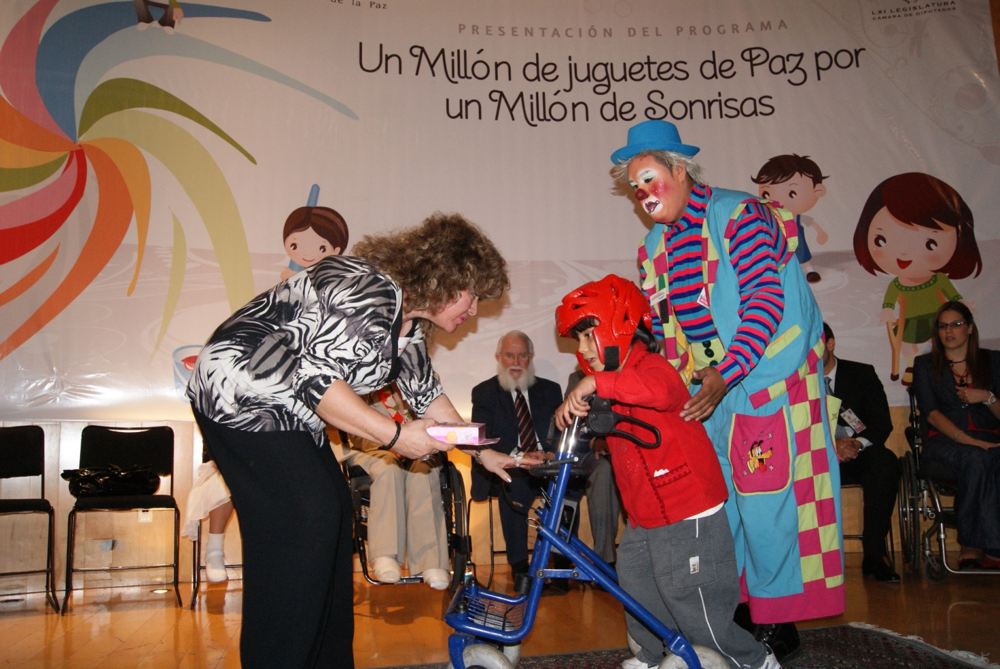 de la Paz
LXI LEGISLATURA
CÁMARA DE DIPUTADOS
PRESENTACIÓN DEL PROGRAMA
Un Millón de juguetes de Paz por
un Millón de Sonrisas